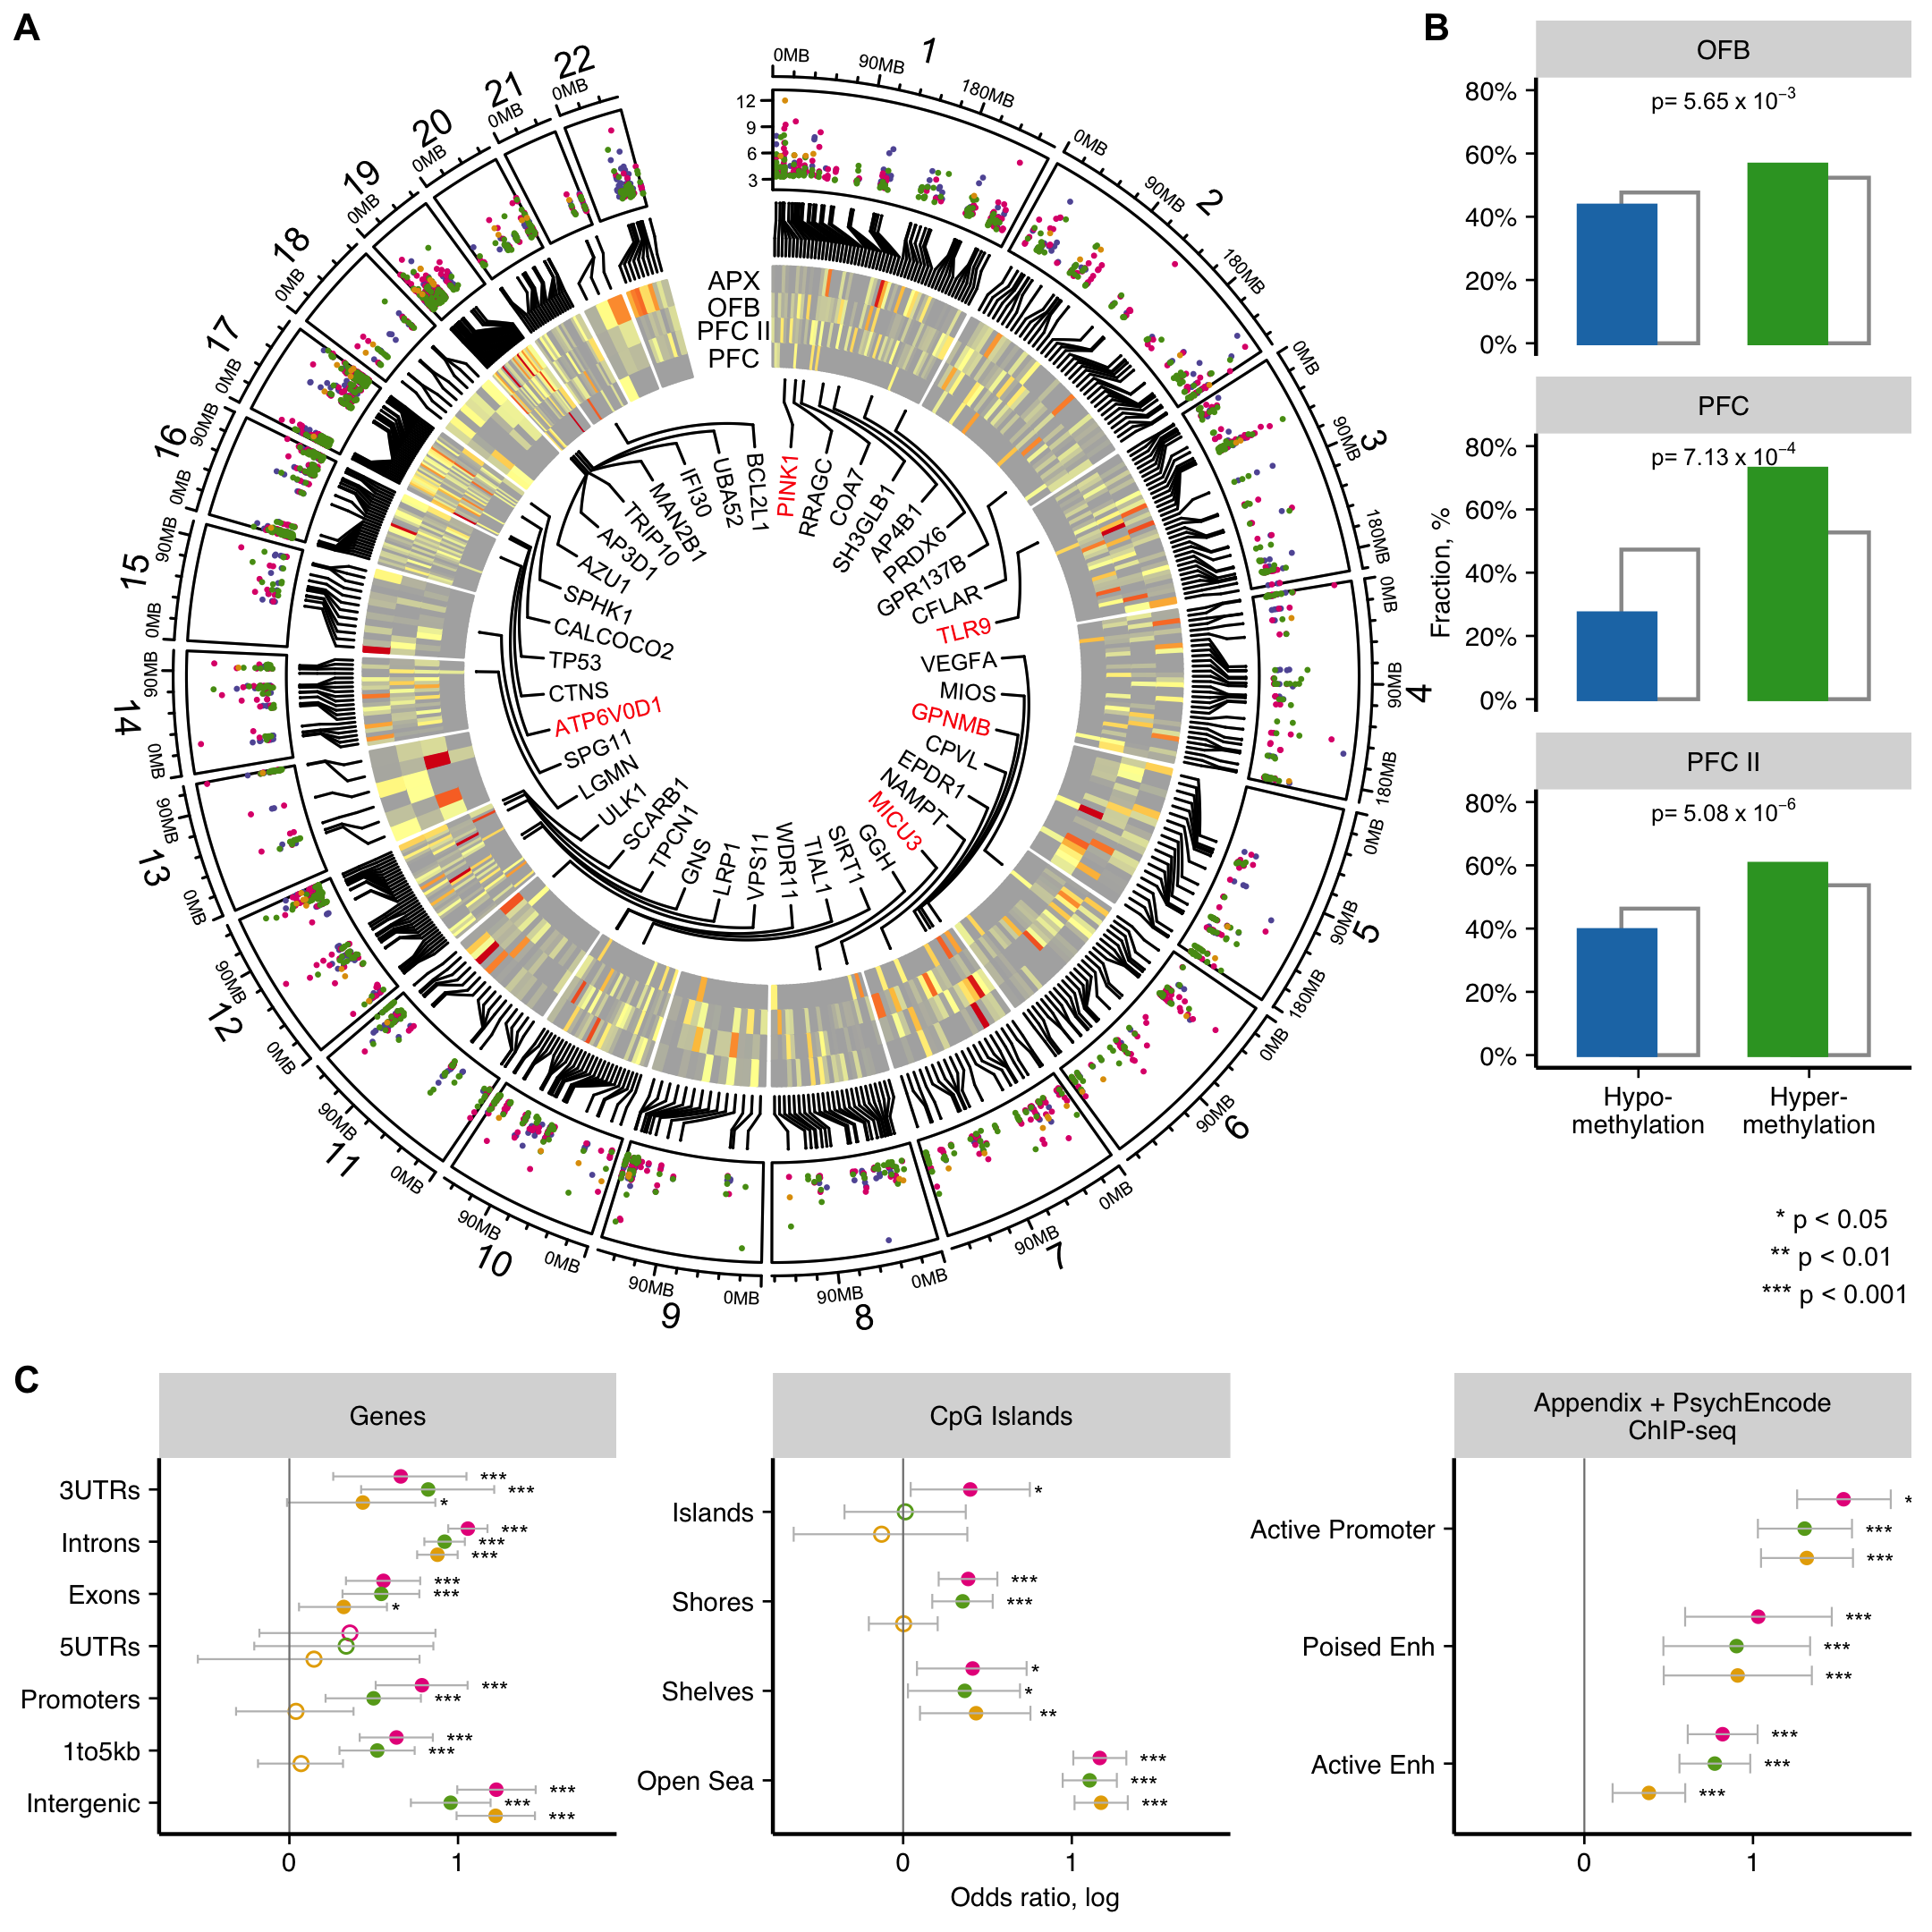 A
1
0MB
90MB
180MB
2
0MB
90MB
180MB
3
0MB
90MB
180MB
4
0MB
90MB
180MB
5
0MB
90MB
180MB
6
0MB
90MB
7
0MB
90MB
8
0MB
90MB
9
0MB
90MB
10
0MB
90MB
11
0MB
90MB
12
0MB
90MB
13
0MB
90MB
14
0MB
90MB
15
0MB
90MB
16
0MB
90MB
17
0MB
18
0MB
19
0MB
20
0MB
21
0MB
22
0MB
12
9
6
3
APX
OFB
PFC II
PFC
PINK1
RRAGC
COA7
SH3GLB1
AP4B1
PRDX6
GPR137B
CFLAR
TLR9
VEGFA
MIOS
GPNMB
CPVL
EPDR1
NAMPT
MICU3
GGH
SIRT1
TIAL1
WDR11
VPS11
LRP1
GNS
TPCN1
SCARB1
ULK1
LGMN
SPG11
ATP6V0D1
CTNS
TP53
CALCOCO2
SPHK1
AZU1
AP3D1
TRIP10
MAN2B1
IFI30
UBA52
BCL2L1
B
Fraction, %
OFB
p= 5.65 x 10⁻³
80%
60%
40%
20%
0%
PFC
p= 7.13 x 10⁻⁴
80%
60%
40%
20%
0%
PFC II
p= 5.08 x 10⁻⁶
80%
60%
40%
20%
0%
Hypo-
methylation
Hyper-
methylation
* p < 0.05
** p < 0.01
*** p < 0.001
C
Genes
3UTRs
***
***
*
Introns
***
***
***
Exons
***
***
*
5UTRs
Promoters
***
***
1to5kb
***
***
Intergenic
***
***
***
0 1
CpG Islands
Islands
*
Shores
***
***
Shelves
*
*
**
Open Sea
***
***
***
0 1
Odds ratio, log
Appendix + PsychEncode
ChIP-seq
Active Promoter
*
***
***
Poised Enh
***
***
***
Active Enh
***
***
***
0 1